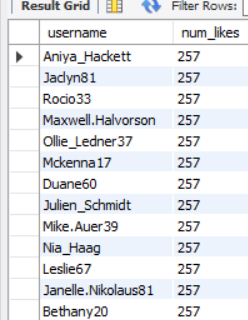 Result Grid Filter Rows:
username num_likes
Aniya_Hackett 257
Jaclyn81 257
Rocio33 257
Maxwell.Halvorson 257
Ollie_Ledner37 257
Mckenna17 257
Duane60 257
Julien_Schmidt 257
Mike.Auer39 257
Nia_Haag 257
Leslie67 257
Janelle.Nikolaus81 257
Bethany20 257